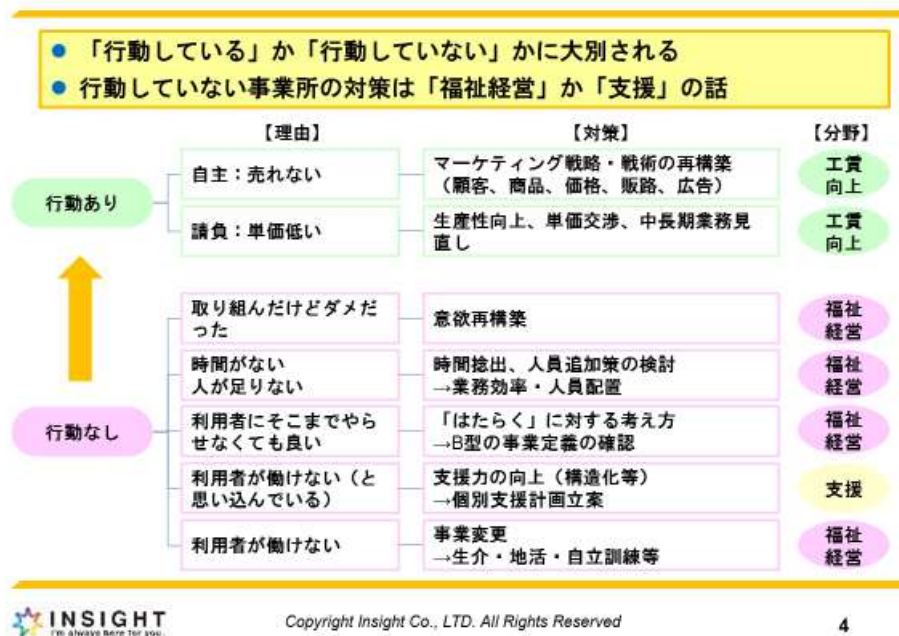 「行動している」か「行動していない」かに大別される
行動していない事業所の対策は「福祉経営」か「支援」の話
【理由】
【対策】
【分野】
行動あり
自主:売れない
マーケティング戦略・戦術の再構築
(顧客、商品、価格、販路、広告)
工賃
向上
請負:単価低い
生産性向上、単価交渉、中長期業務見
直し
工賃
向上
行動なし
取り組んだけどダメだ
った
意欲再構築
福祉
経営
時間がない
人が足りない
時間捻出、人員追加策の検討
→業務効率・人員配置
福祉
経営
利用者にそこまでやら
せなくても良い
「はたらく」に対する考え方
→B型の事業定義の確認
福祉
経営
利用者が働けない(と
思い込んでいる)
支援力の向上(構造化等)
→個別支援計画立案
支援
利用者が働けない
事業変更
→生介・地活・自立訓練等
福祉
経営
INSIGHT
I'm always here for you.
Copyright Insight Co., LTD. All Rights Reserved
4